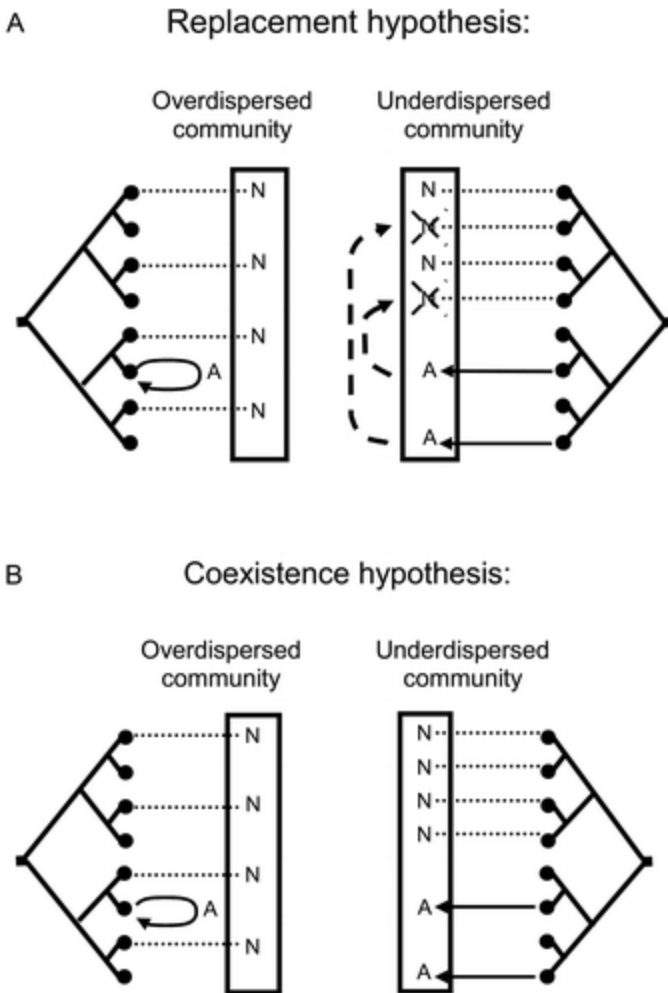 A Replacement hypothesis:
Overdispersed Underdispersed
community community
N N
N
N N
N
A A
N
A
B Coexistence hypothesis:
Overdispersed Underdispersed
community community
N N
N
N N
N
N
A A
N
A